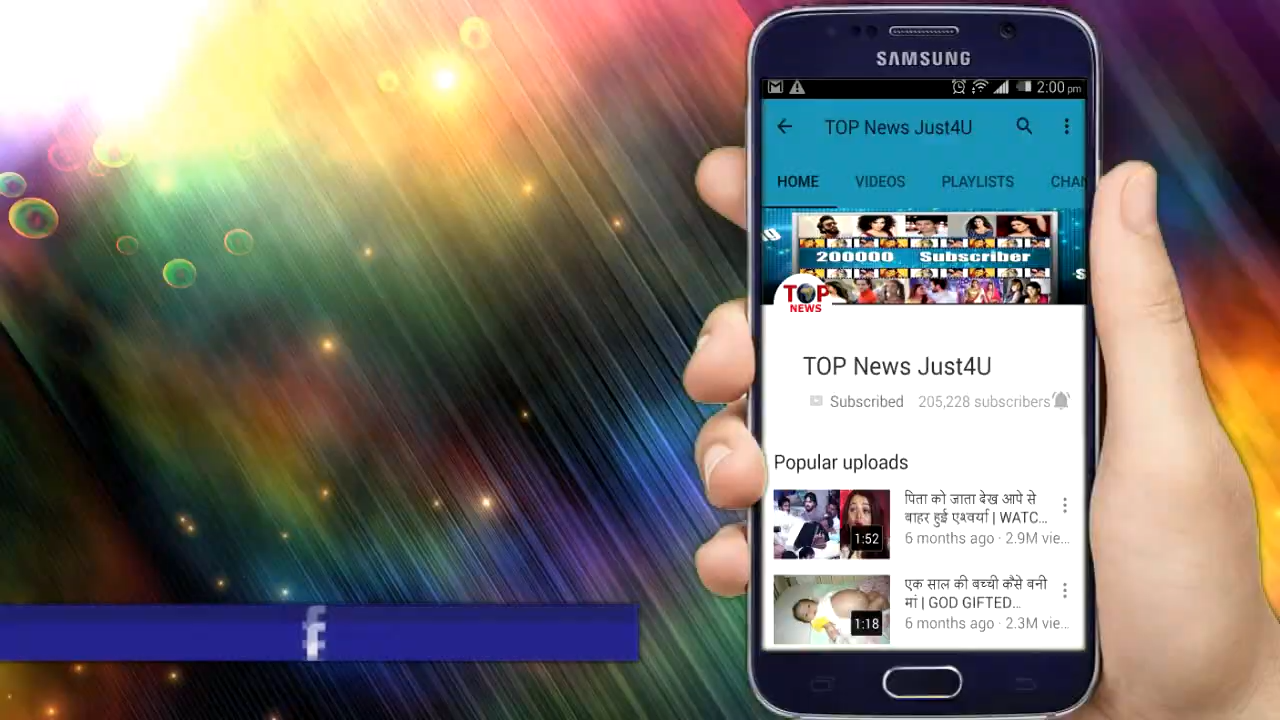 SAMSUNG
2:00 pm
TOP News Just4U
HOME VIDEOS PLAYLISTS CHAN
200000 Subscriber
TOP
NEWS
TOP News Just4U
Subscribed 205,228 subscribers
Popular uploads
पिता को जाता देख आपे से
बाहर हुई एश्वर्या | WATC...
6 months ago · 2.9M vie...
1:52
एक साल की बच्ची कैसे बनी
मां | GOD GIFTED...
6 months ago · 2.3M vie...
1:18
f